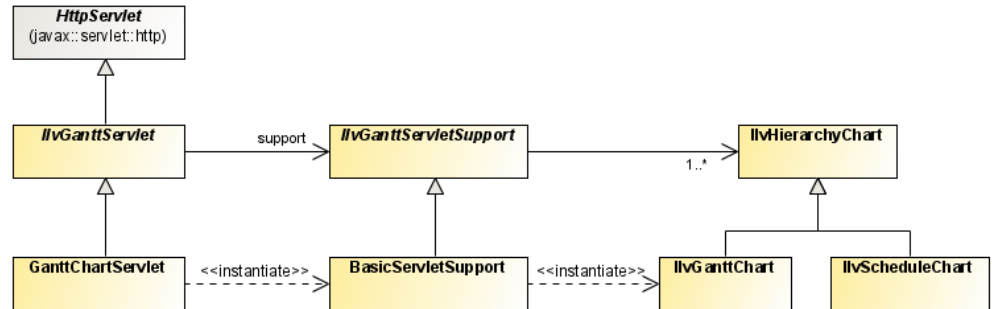 HttpServlet
(javax::servlet::http)
IlvGanttServlet
support
IlvGanttServletSupport
1..*
IlvHierarchyChart
GanttChartServlet
<<instantiate>>
BasicServletSupport
<<instantiate>>
IlvGanttChart
IlvScheduleChart